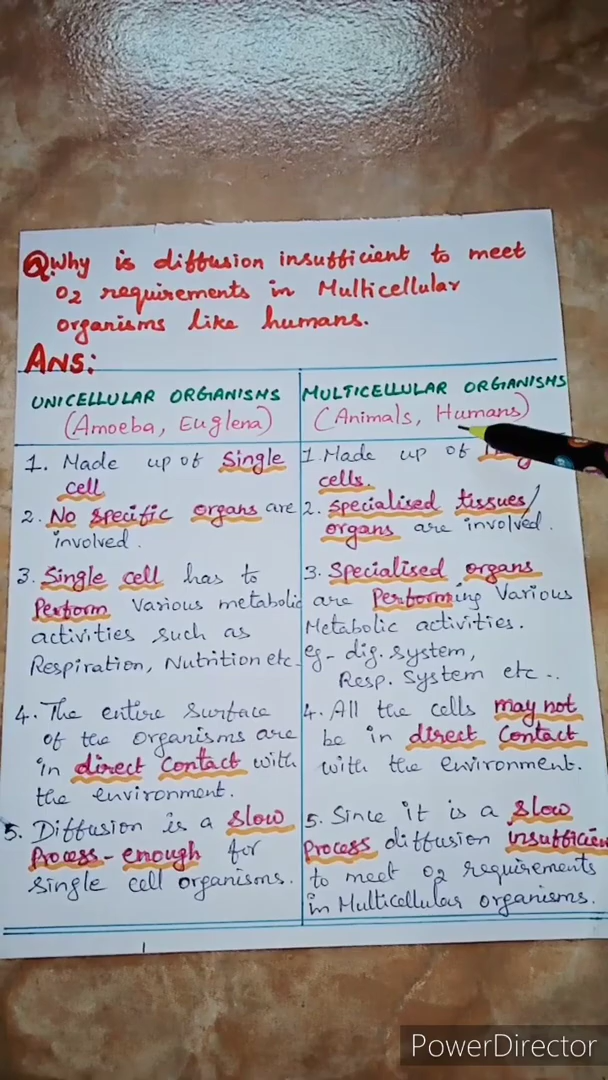 Q. Why is diffusion insufficient to meet
O2 requirements in Multicellular
organisms like humans.
ANS:
UNICELLULAR ORGANISMS
(Amoeba, Euglena)
1. Made up of Single
cell
2. No specific organs are
involved.
3. Single cell has to
Perform various metabolic
activities such as
Respiration, Nutrition etc-
4. The entire surface
of the organisms are
in direct Contact with
the environment.
5. Diffusion is a slow
Process - enough for
single cell organisms.
MULTICELLULAR ORGANISMS
(Animals, Humans)
1. Made up of
cells.
2. specialised tissues/
organs are involved.
3. Specialised organs
are Performing various
Metabolic activities.
eg- dig. system,
Resp. System etc -..
4. All the cells may not
be in direct Contact
with the environment.
5. Since it is a slow
Process diffusion insufficien
to meet O2 requirements
in Multicellular organisms.
PowerDirector